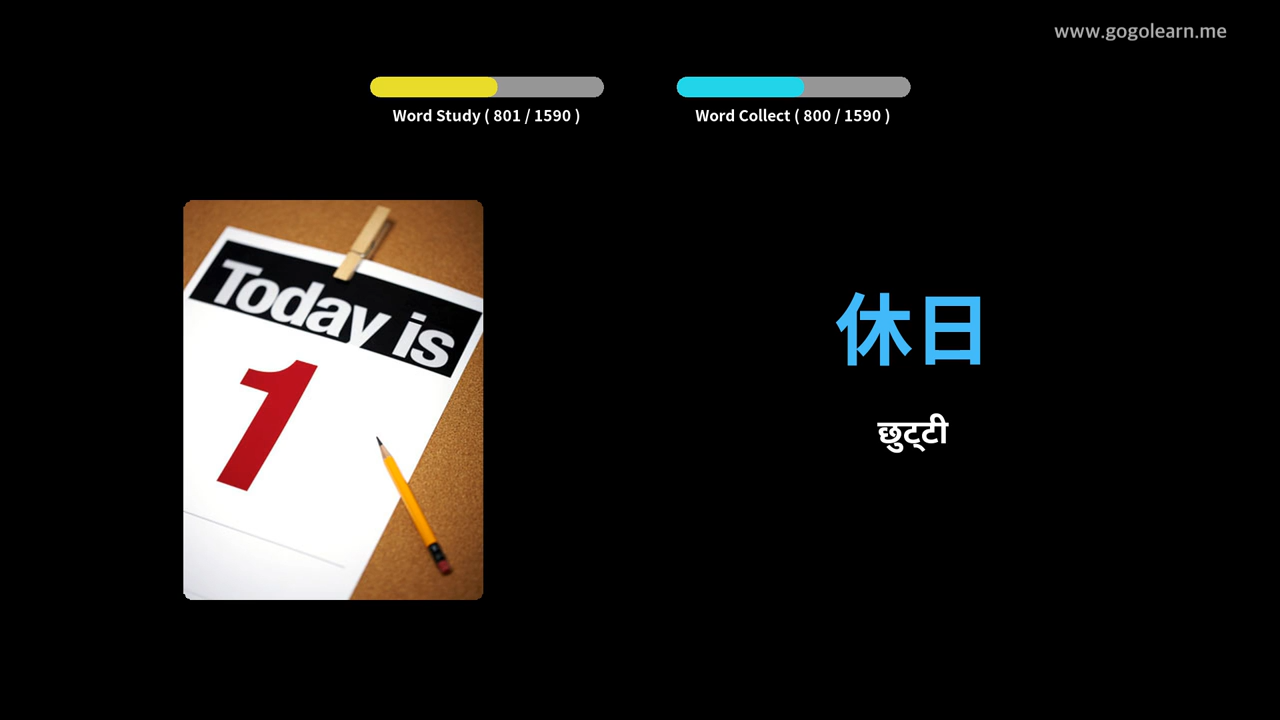 www.gogolearn.me
Word Study ( 801 / 1590 )
Word Collect ( 800 / 1590 )
Today is
1
休日
छुट्टी